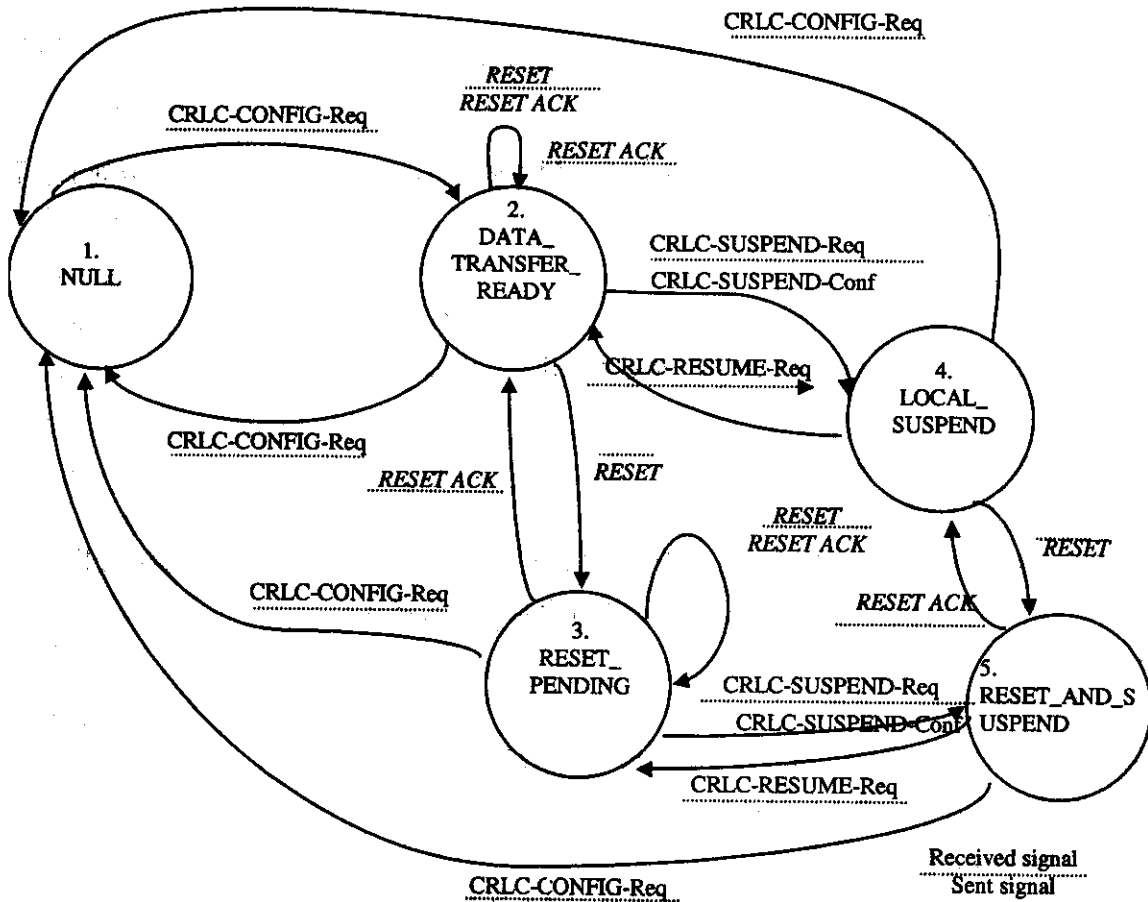 CRLC-CONFIG-Req
RESET
RESET ACK
CRLC-CONFIG-Req
RESET ACK
1.
NULL
2.
DATA_
TRANSFER_
READY
CRLC-SUSPEND-Req
CRLC-SUSPEND-Conf
CRLC-RESUME-Req
4.
LOCAL_
SUSPEND
CRLC-CONFIG-Req
RESET ACK
RESET
RESET
RESET ACK
RESET
CRLC-CONFIG-Req
RESET ACK
3.
RESET_
PENDING
CRLC-SUSPEND-Req
CRLC-SUSPEND-Conf
5.
RESET_AND_S
USPEND
CRLC-RESUME-Req
Received signal
Sent signal
CRLC-CONFIG-Req